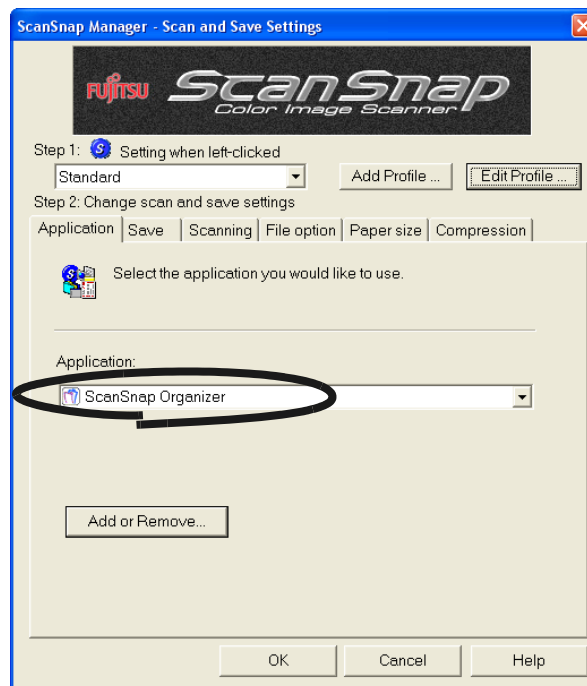 ScanSnap Manager - Scan and Save Settings
FUJITSU ScanSnap
Color Image Scanner
Step 1: S Setting when left-clicked
Standard Add Profile ... Edit Profile ...
Step 2: Change scan and save settings
Application Save Scanning File option Paper size Compression
Select the application you would like to use.
Application:
ScanSnap Organizer
Add or Remove...
OK Cancel Help